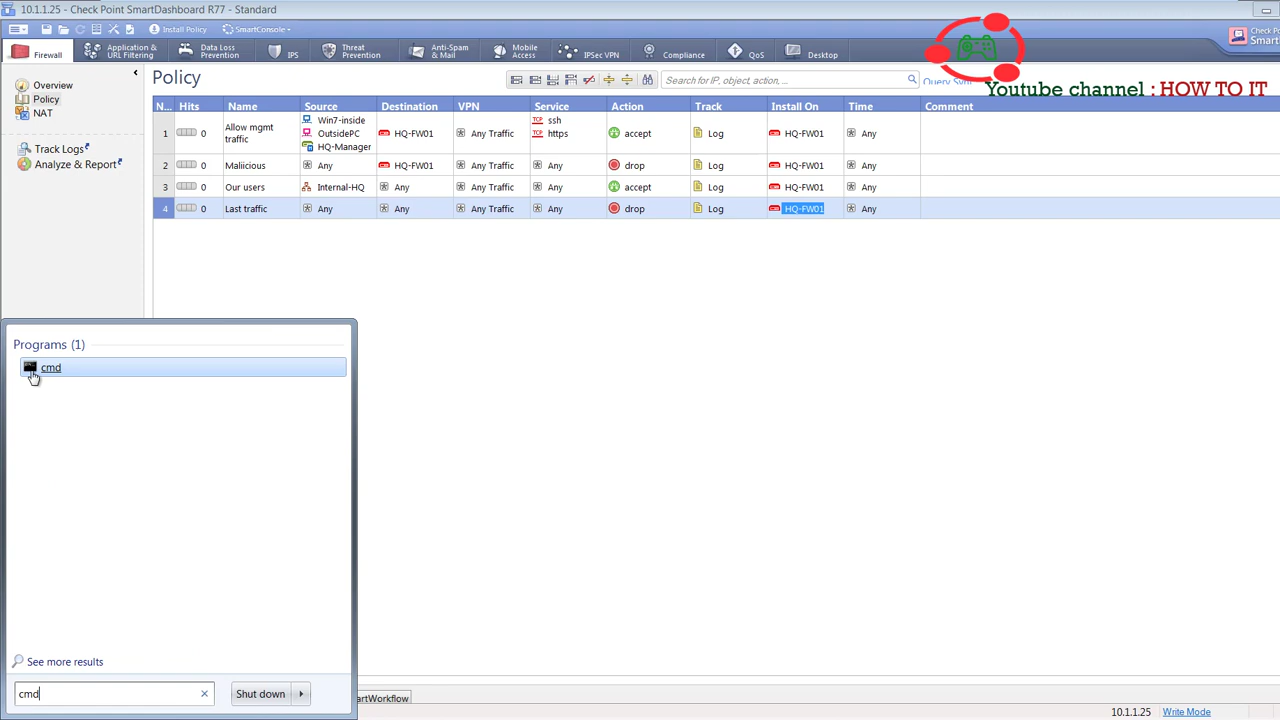 10.1.1.25 - Check Point SmartDashboard R77 - Standard
Install Policy SmartConsole
Check Po
Smart
Firewall
Application & URL Filtering
Data Loss Prevention
IPS
Threat Prevention
Anti-Spam & Mail
Mobile Access
IPSec VPN
Compliance
QoS
Desktop
Youtube channel : HOW TO IT
Overview
Policy
NAT
Track Logs
Analyze & Report
Policy
Search for IP, object, action, ...
N... Hits Name Source Destination VPN Service Action Track Install On Time Comment
1 0 Allow mgmt traffic Win7-inside OutsidePC HQ-Manager HQ-FW01 Any Traffic TCP ssh TCP https accept Log HQ-FW01 Any
2 0 Maliicious Any HQ-FW01 Any Traffic Any drop Log HQ-FW01 Any
3 0 Our users Internal-HQ Any Any Traffic Any accept Log HQ-FW01 Any
4 0 Last traffic Any Any Any Traffic Any drop Log HQ-FW01 Any
Programs (1)
cmd
See more results
cmd
Shut down
artWorkflow
10.1.1.25 Write Mode